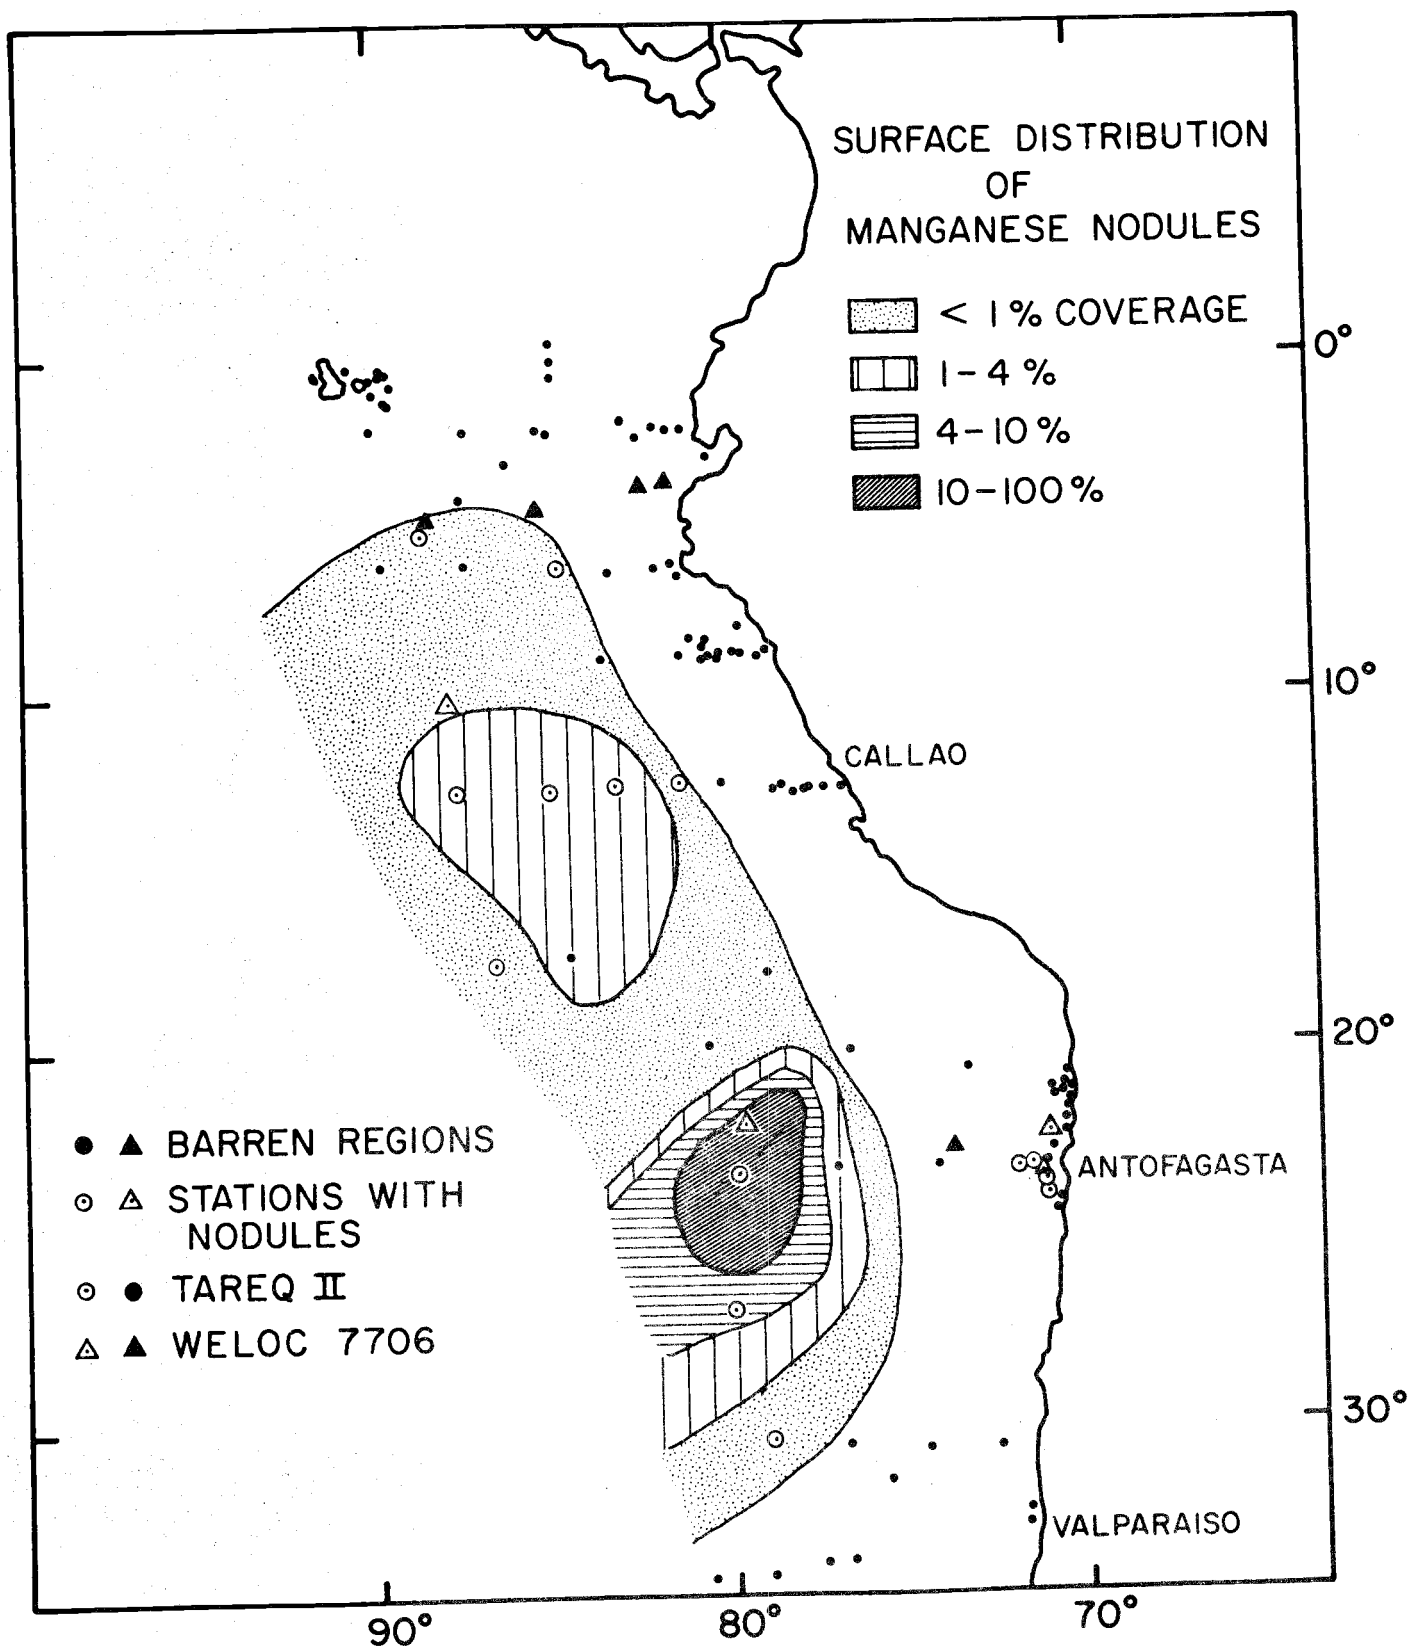 SURFACE DISTRIBUTION
OF
MANGANESE NODULES
< 1% COVERAGE
1-4 %
4-10 %
10-100 %
0°
10°
CALLAO
20°
BARREN REGIONS
ANTOFAGASTA
STATIONS WITH
NODULES
TAREQ II
WELOC 7706
30°
VALPARAISO
90°
80°
70°